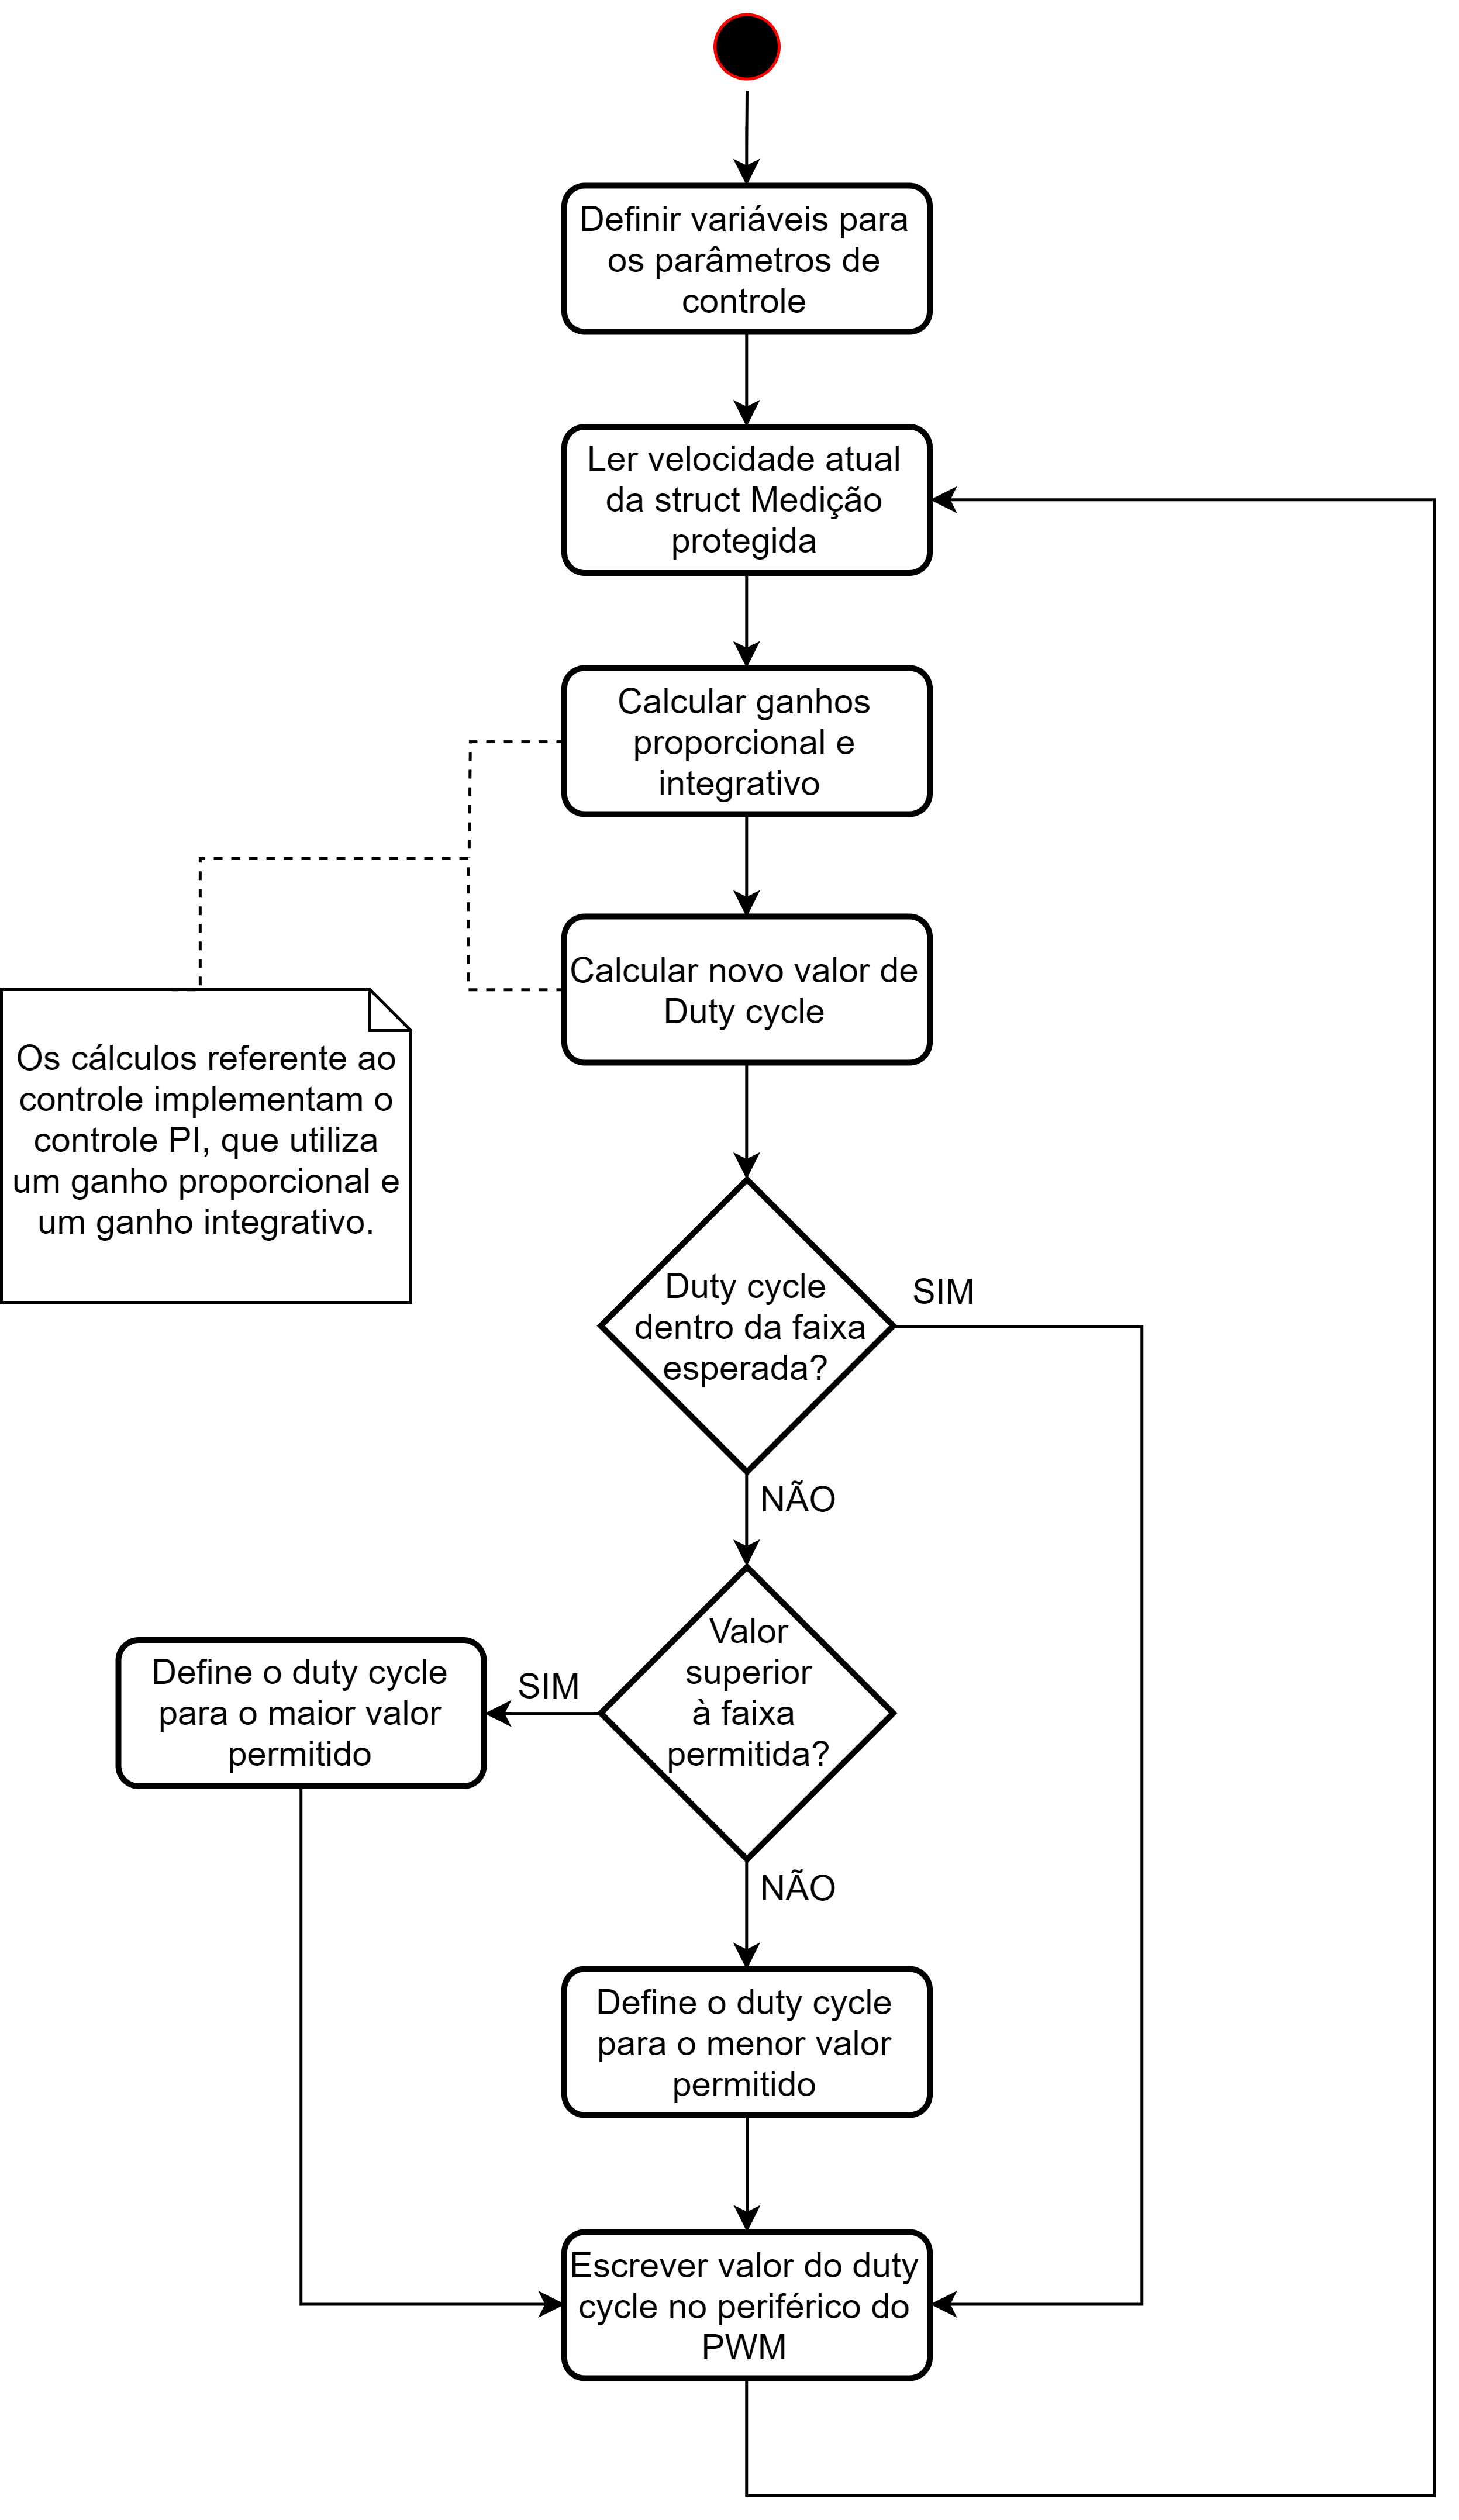 Definir variáveis para
os parâmetros de
controle
Ler velocidade atual
da struct Medição
protegida
Calcular ganhos
proporcional e
integrativo
Calcular novo valor de
Duty cycle
Os cálculos referente ao
controle implementam o
controle PI, que utiliza
um ganho proporcional e
um ganho integrativo.
Duty cycle
dentro da faixa
esperada?
SIM
NÃO
Valor
superior
à faixa
permitida?
SIM
Define o duty cycle
para o maior valor
permitido
NÃO
Define o duty cycle
para o menor valor
permitido
Escrever valor do duty
cycle no periférico do
PWM